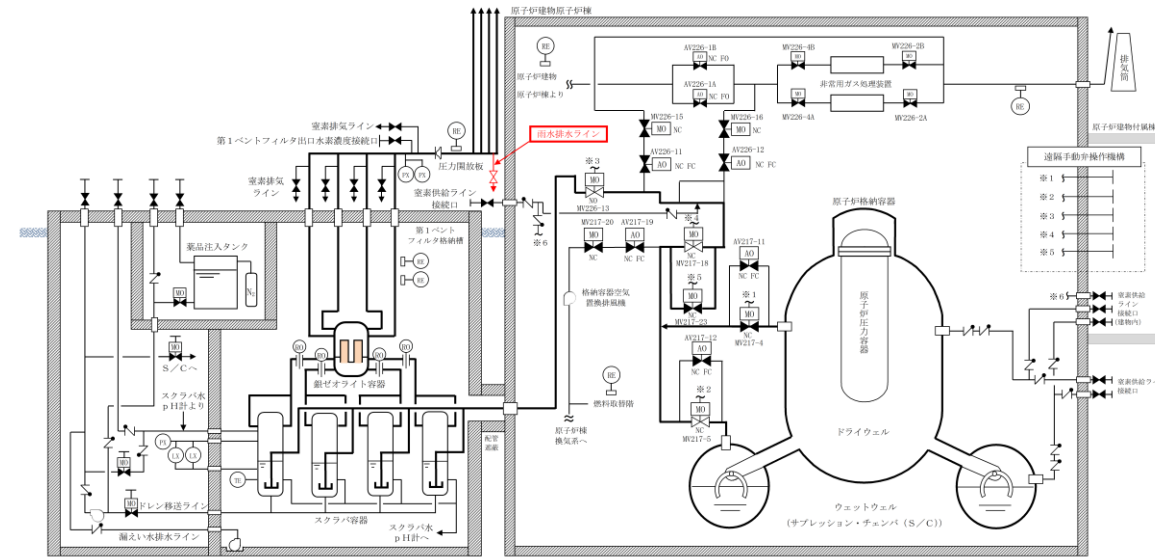 原子炉建物原子炉棟
RE
原子炉建物
原子炉棟より
AV226-1B
AO
NC FO
AV226-1A
AO
NC FO
MV226-4B
MO
MV226-2B
MO
非常用ガス処理装置
MO
MV226-4A
MO
MV226-2A
RE
排気筒
原子炉建物付属棟
遠隔手動弁操作機構
※1
※2
※3
※4
※5
窒素排気ライン
第1ベントフィルタ出口水素濃度接続口
RE
圧力開放板
雨水排水ライン
PX
PX
窒素排気
ライン
窒素供給ライン
接続口
※6
MV226-15
MO
NC
MV226-16
MO
NC
AV226-11
AO
NC FC
AV226-12
AO
NC FC
※3
MO
NO
MV226-13
MV217-20
MO
NC
AV217-19
AO
NC FC
※4
MO
NC
MV217-18
※5
MO
NC
MV217-23
AV217-11
AO
NC FC
※1
MO
NC
MV217-4
AV217-12
AO
NC FC
※2
MO
NC
MV217-5
格納容器空気
置換排風機
RE
燃料取替階
原子炉棟
換気系へ
原子炉格納容器
原子炉圧力容器
ドライウェル
ウェットウェル
(サプレッション・チェンバ(S/C))
※6
窒素供給
ライン
接続口
(建物内)
窒素供給ライン
接続口
第1ベント
フィルタ格納槽
RE
RE
薬品注入タンク
N2
MO
MO
S/Cへ
RO
RO
RO
RO
銀ゼオライト容器
スクラバ水
pH計より
PX
LX
LX
TE
MO
MO
ドレン移送ライン
漏えい水排水ライン
スクラバ容器
スクラバ水
pH計へ
配管
遮蔽